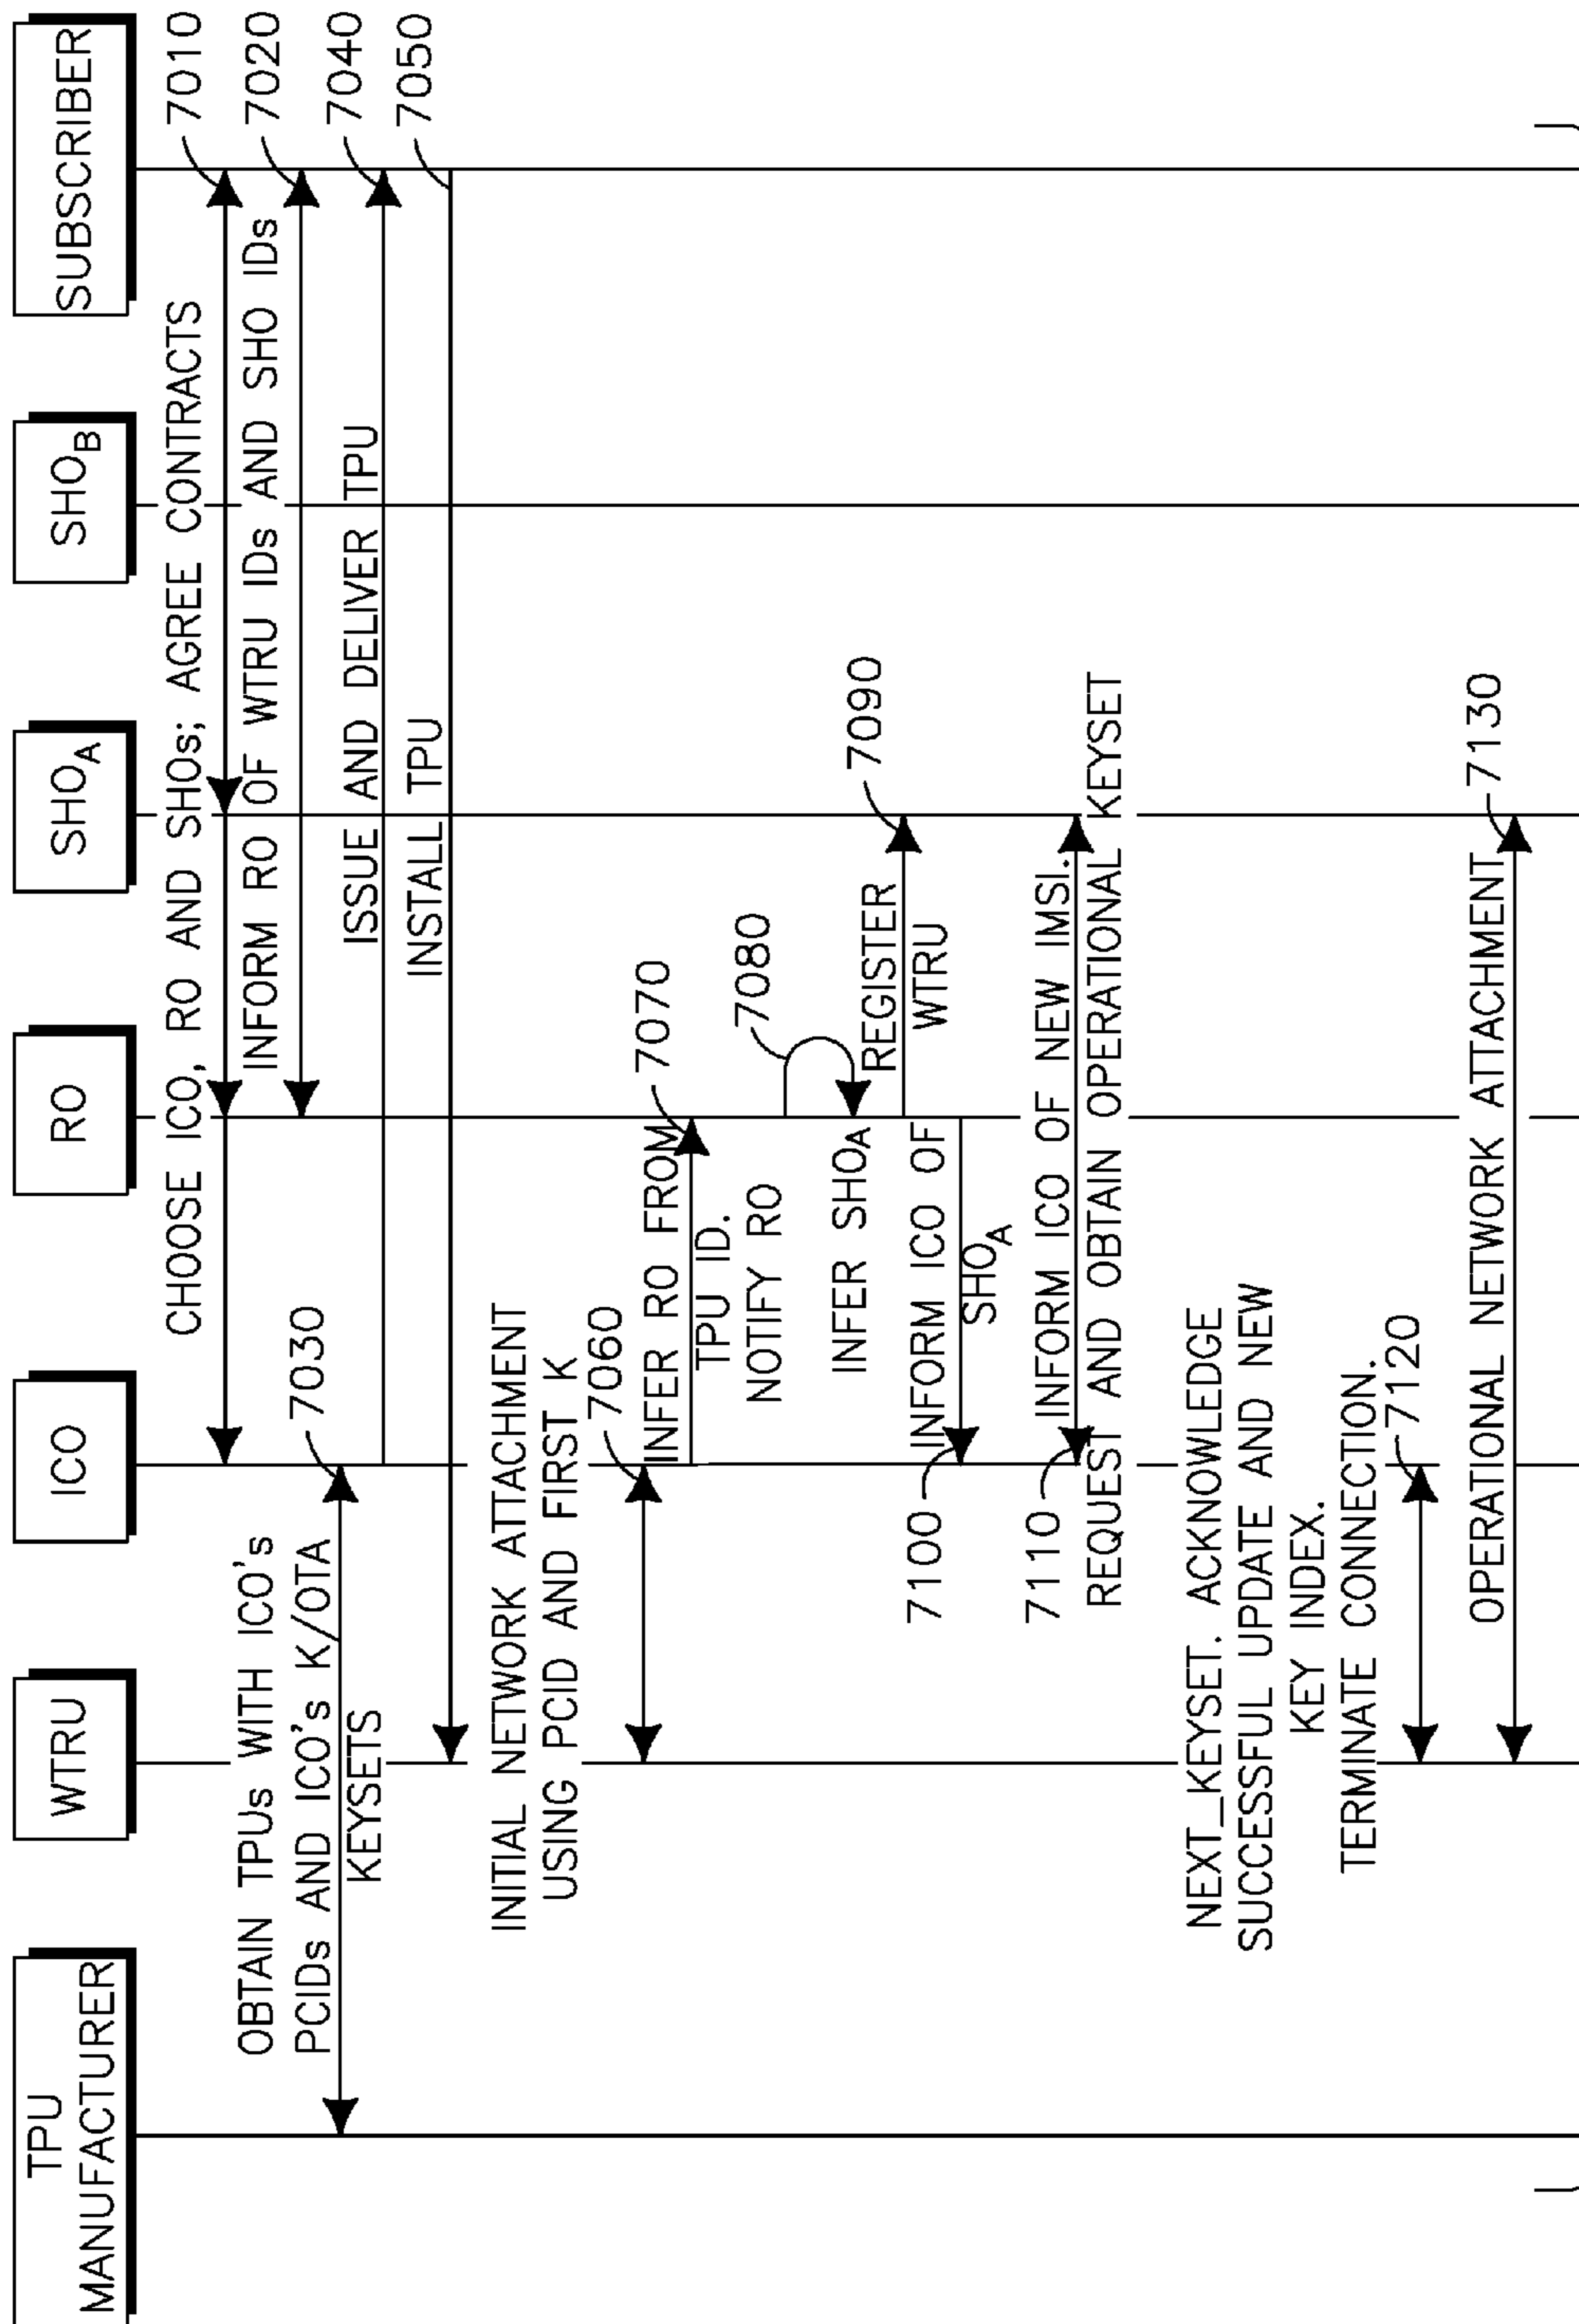 TPU
MANUFACTURER
WTRU
ICO
RO
SHOA
SHOB
SUBSCRIBER
CHOOSE ICO, RO AND SHOs; AGREE CONTRACTS
7010
INFORM RO OF WTRU IDs AND SHO IDs
7020
OBTAIN TPUs WITH ICO's
PCIDs AND ICO's K/OTA
KEYSETS
7030
ISSUE AND DELIVER TPU
7040
INSTALL TPU
7050
INITIAL NETWORK ATTACHMENT
USING PCID AND FIRST K
7060
INFER RO FROM
TPU ID.
NOTIFY RO
7070
7080
INFER SHOA
REGISTER
WTRU
7090
INFORM ICO OF
SHOA
7100
INFORM ICO OF NEW IMSI.
REQUEST AND OBTAIN OPERATIONAL KEYSET
7110
NEXT_KEYSET. ACKNOWLEDGE
SUCCESSFUL UPDATE AND NEW
KEY INDEX.
TERMINATE CONNECTION.
7120
OPERATIONAL NETWORK ATTACHMENT
7130